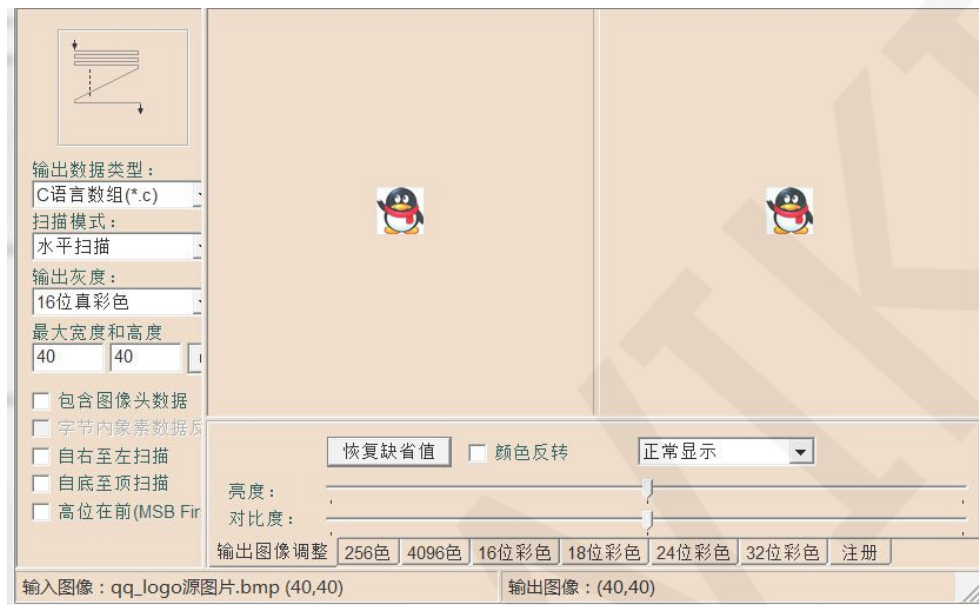 输出数据类型：
C语言数组(*.c)
扫描模式：
水平扫描
输出灰度：
16位真彩色
最大宽度和高度
40 40
包含图像头数据
字节内象素数据反
自右至左扫描
自底至顶扫描
高位在前(MSB Fir
恢复缺省值 颜色反转 正常显示
亮度：
对比度：
输出图像调整 256色 4096色 16位彩色 18位彩色 24位彩色 32位彩色 注册
输入图像：qq_logo源图片.bmp (40,40) 输出图像：(40,40)